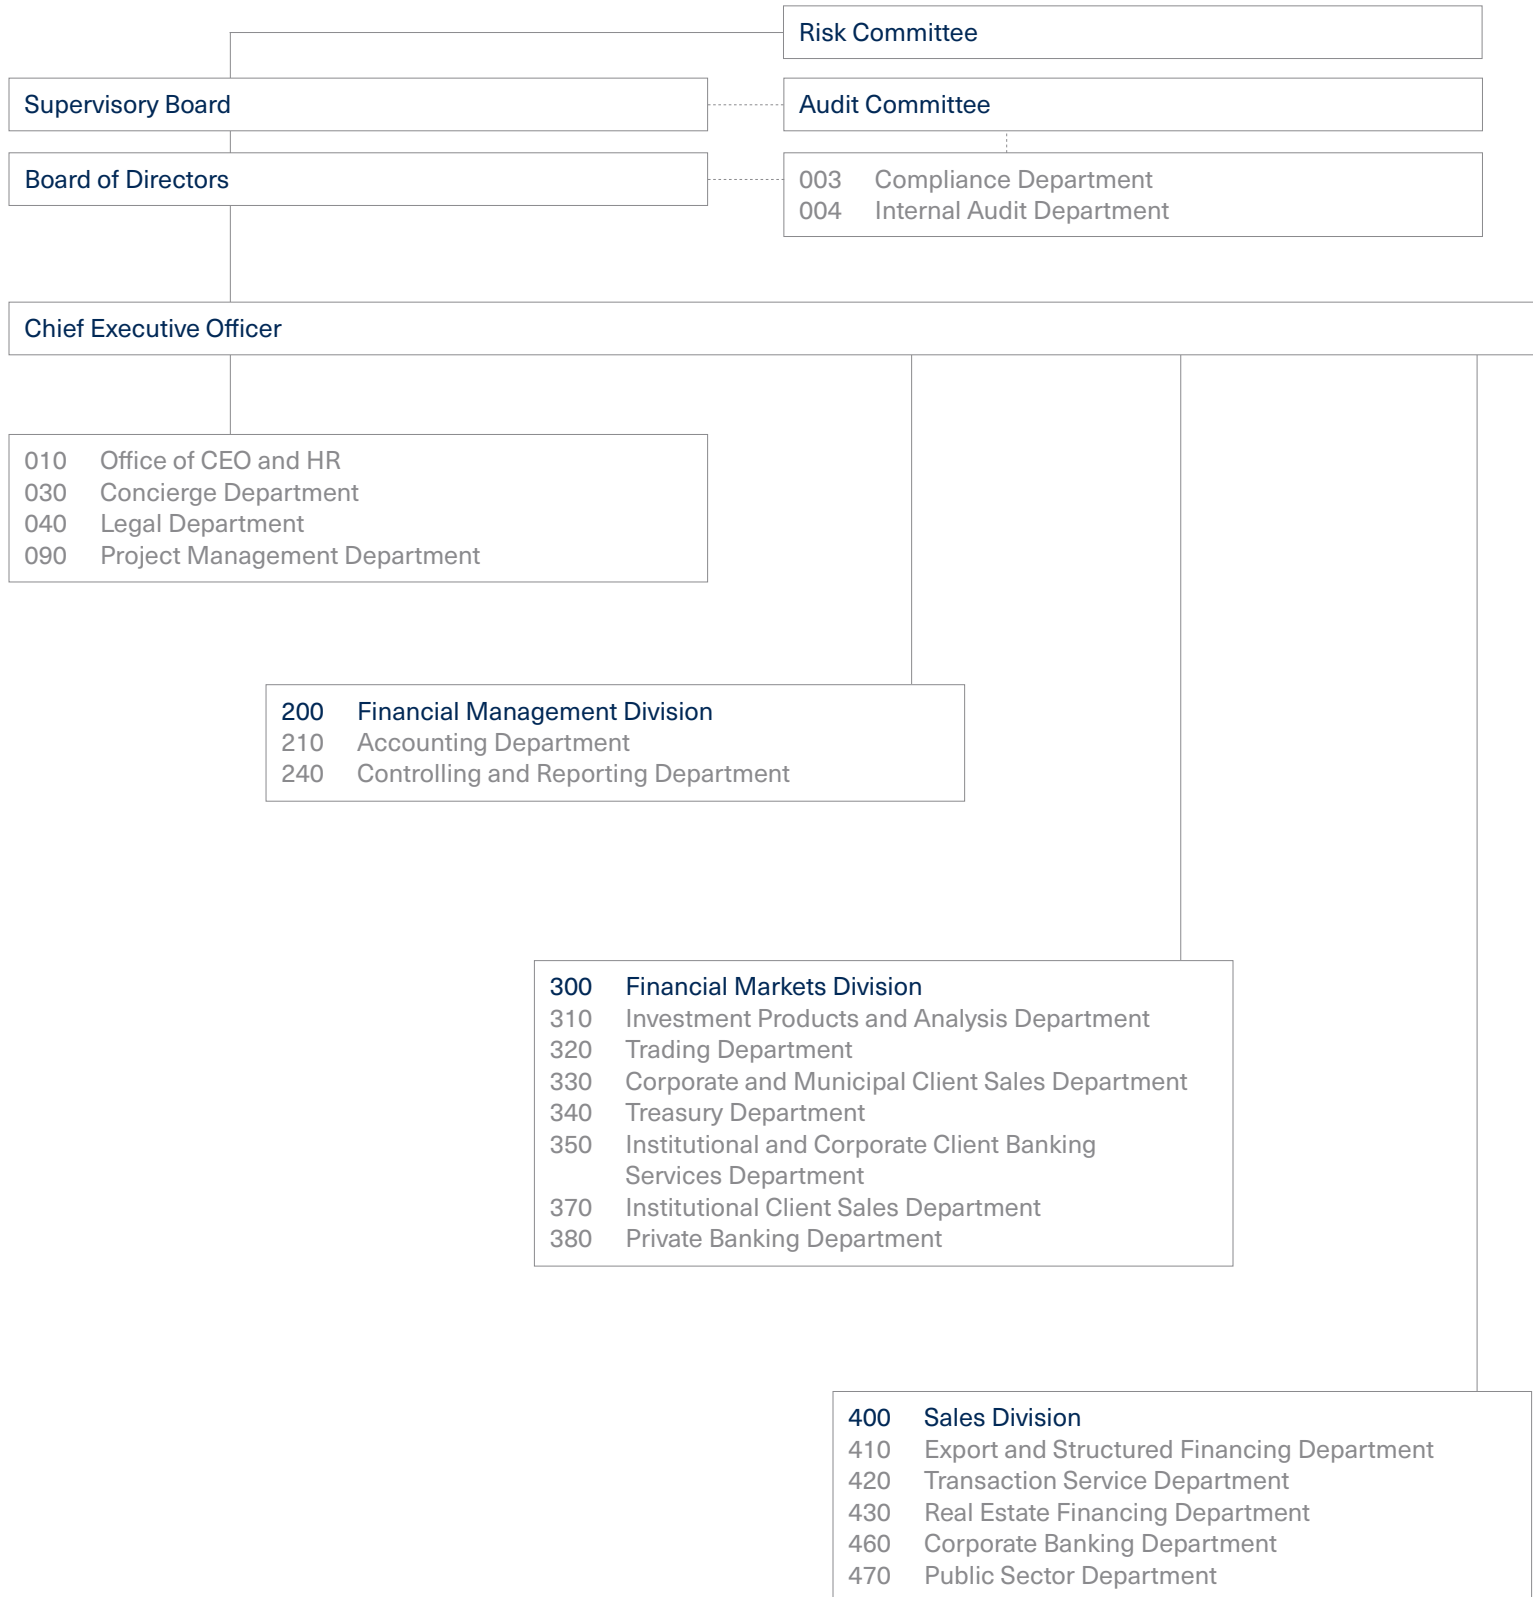 Risk Committee
Supervisory Board
Audit Committee
Board of Directors
003 Compliance Department
004 Internal Audit Department
Chief Executive Officer
010 Office of CEO and HR
030 Concierge Department
040 Legal Department
090 Project Management Department
200 Financial Management Division
210 Accounting Department
240 Controlling and Reporting Department
300 Financial Markets Division
310 Investment Products and Analysis Department
320 Trading Department
330 Corporate and Municipal Client Sales Department
340 Treasury Department
350 Institutional and Corporate Client Banking
Services Department
370 Institutional Client Sales Department
380 Private Banking Department
400 Sales Division
410 Export and Structured Financing Department
420 Transaction Service Department
430 Real Estate Financing Department
460 Corporate Banking Department
470 Public Sector Department